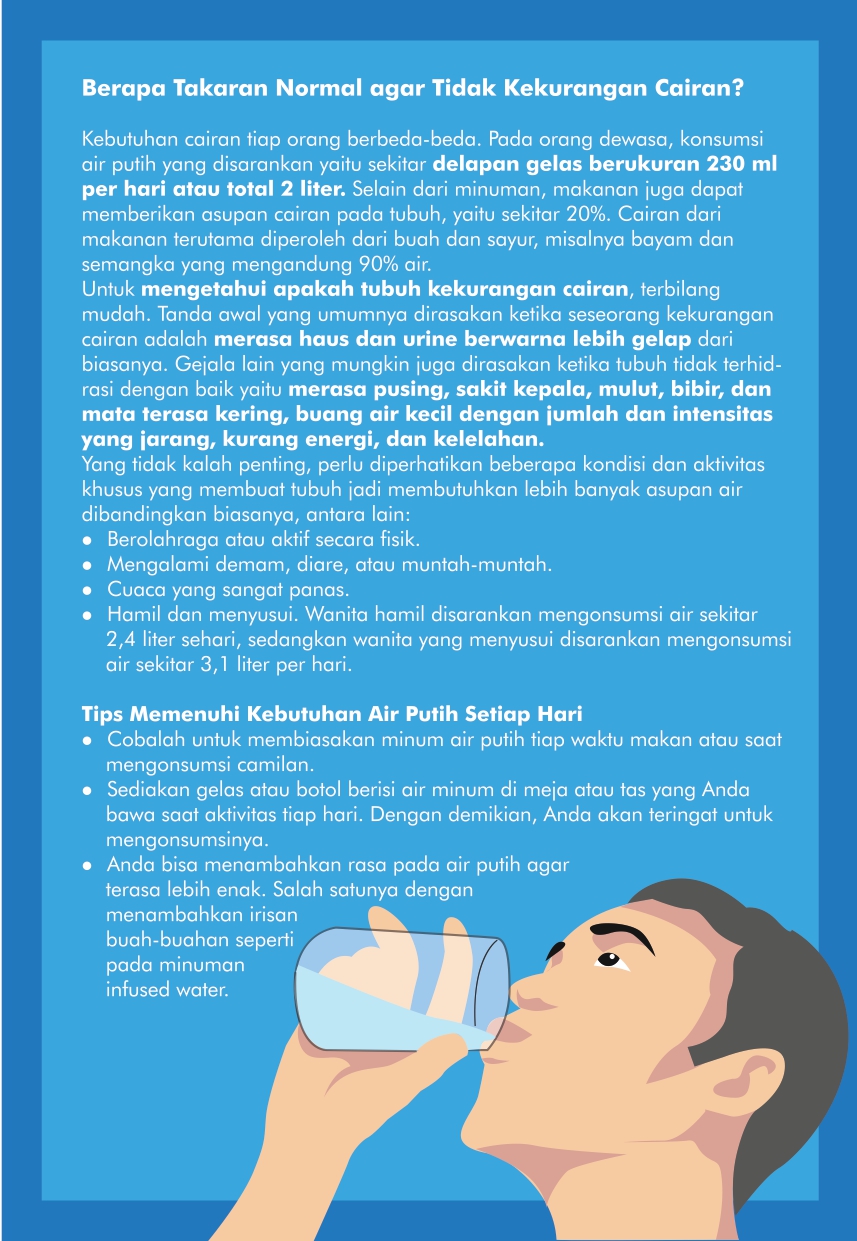 Berapa Takaran Normal agar Tidak Kekurangan Cairan?
Kebutuhan cairan tiap orang berbeda-beda. Pada orang dewasa, konsumsi
air putih yang disarankan yaitu sekitar delapan gelas berukuran 230 ml
per hari atau total 2 liter. Selain dari minuman, makanan juga dapat
memberikan asupan cairan pada tubuh, yaitu sekitar 20%. Cairan dari
makanan terutama diperoleh dari buah dan sayur, misalnya bayam dan
semangka yang mengandung 90% air.
Untuk mengetahui apakah tubuh kekurangan cairan, terbilang
mudah. Tanda awal yang umumnya dirasakan ketika seseorang kekurangan
cairan adalah merasa haus dan urine berwarna lebih gelap dari
biasanya. Gejala lain yang mungkin juga dirasakan ketika tubuh tidak terhid-
rasi dengan baik yaitu merasa pusing, sakit kepala, mulut, bibir, dan
mata terasa kering, buang air kecil dengan jumlah dan intensitas
yang jarang, kurang energi, dan kelelahan.
Yang tidak kalah penting, perlu diperhatikan beberapa kondisi dan aktivitas
khusus yang membuat tubuh jadi membutuhkan lebih banyak asupan air
dibandingkan biasanya, antara lain:
● Berolahraga atau aktif secara fisik.
● Mengalami demam, diare, atau muntah-muntah.
● Cuaca yang sangat panas.
● Hamil dan menyusui. Wanita hamil disarankan mengonsumsi air sekitar
2,4 liter sehari, sedangkan wanita yang menyusui disarankan mengonsumsi
air sekitar 3,1 liter per hari.
Tips Memenuhi Kebutuhan Air Putih Setiap Hari
● Cobalah untuk membiasakan minum air putih tiap waktu makan atau saat
mengonsumsi camilan.
● Sediakan gelas atau botol berisi air minum di meja atau tas yang Anda
bawa saat aktivitas tiap hari. Dengan demikian, Anda akan teringat untuk
mengonsumsinya.
● Anda bisa menambahkan rasa pada air putih agar
terasa lebih enak. Salah satunya dengan
menambahkan irisan
buah-buahan seperti
pada minuman
infused water.